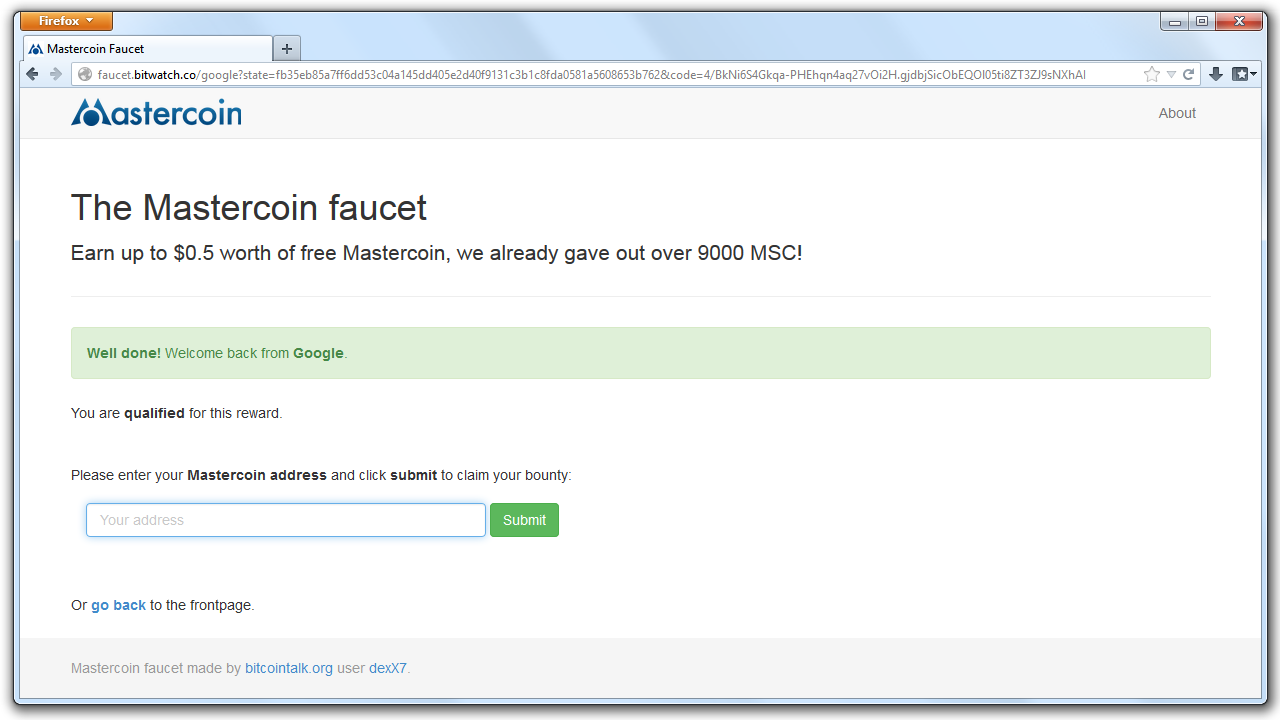 Firefox
Mastercoin Faucet
faucet.bitwatch.co/google?state=fb35eb85a7ff6dd53c04a145dd405e2d40f9131c3b1c8fda0581a5608653b762&code=4/BkNi6S4Gkqa-PHEhqn4aq27vOi2H.gjdbjSicObEQOl05ti8ZT3ZJ9sNXhAI
Mastercoin
About
The Mastercoin faucet
Earn up to $0.5 worth of free Mastercoin, we already gave out over 9000 MSC!
Well done! Welcome back from Google.
You are qualified for this reward.
Please enter your Mastercoin address and click submit to claim your bounty:
Your address
Submit
Or go back to the frontpage.
Mastercoin faucet made by bitcointalk.org user dexX7.